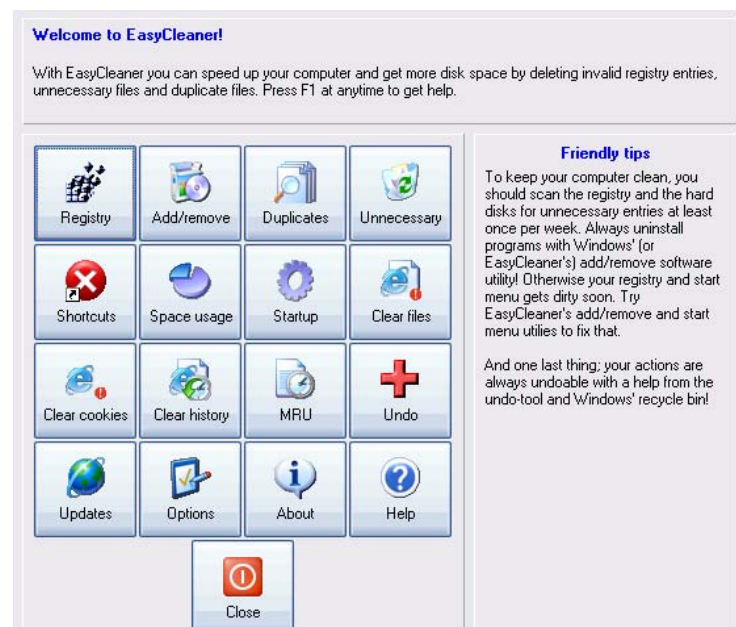 Welcome to EasyCleaner!
With EasyCleaner you can speed up your computer and get more disk space by deleting invalid registry entries,
unnecessary files and duplicate files. Press F1 at anytime to get help.
Registry
Add/remove
Duplicates
Unnecessary
Shortcuts
Space usage
Startup
Clear files
Clear cookies
Clear history
MRU
Undo
Updates
Options
About
Help
Close
Friendly tips
To keep your computer clean, you
should scan the registry and the hard
disks for unnecessary entries at least
once per week. Always uninstall
programs with Windows' (or
EasyCleaner's) add/remove software
utility! Otherwise your registry and start
menu gets dirty soon. Try
EasyCleaner's add/remove and start
menu utilies to fix that.
And one last thing; your actions are
always undoable with a help from the
undo-tool and Windows' recycle bin!